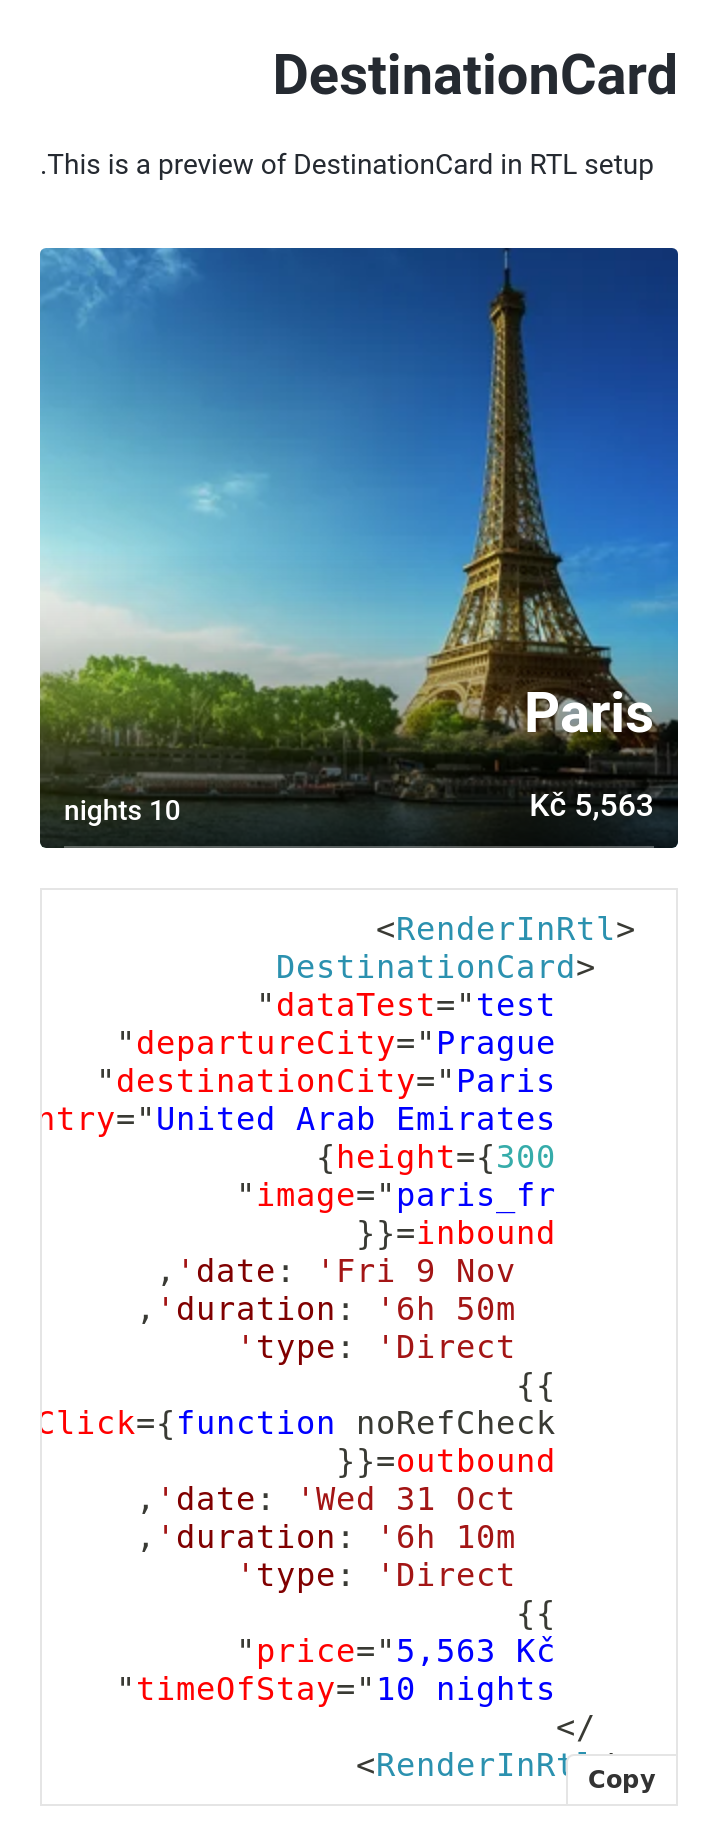 DestinationCard
.This is a preview of DestinationCard in RTL setup
Paris
nights 10
Kč 5,563
<RenderInRtl>
DestinationCard>
"dataTest="test
"departureCity="Prague
"destinationCity="Paris
ntry="United Arab Emirates
{height={300
"image="paris_fr
}}=inbound
,'date: 'Fri 9 Nov
,'duration: '6h 50m
'type: 'Direct
{{
Click={function noRefCheck
}}=outbound
,'date: 'Wed 31 Oct
,'duration: '6h 10m
'type: 'Direct
{{
"price="5,563 Kč
"timeOfStay="10 nights
</
<RenderInRt
Copy